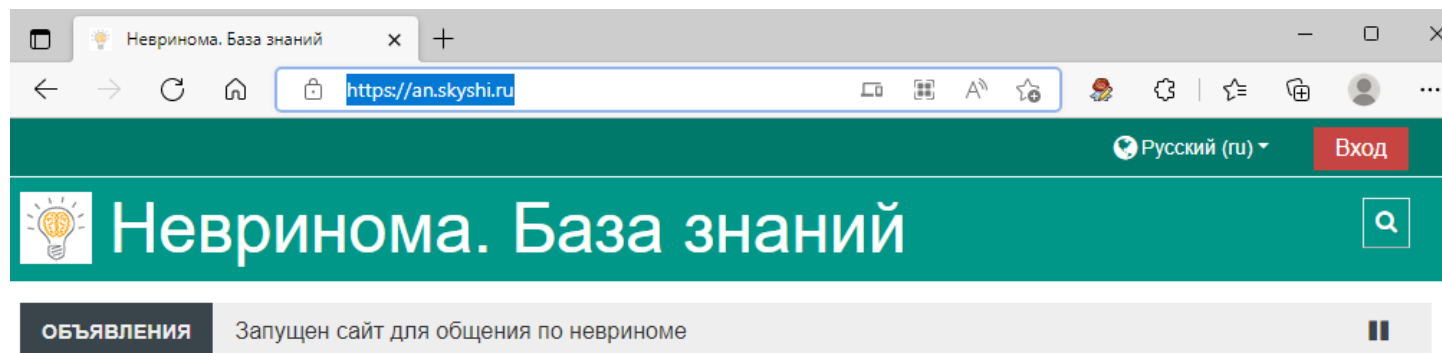 Невринома. База знаний
https://an.skyshi.ru
Русский (ru)
Вход
Невринома. База знаний
ОБЪЯВЛЕНИЯ
Запущен сайт для общения по невриноме